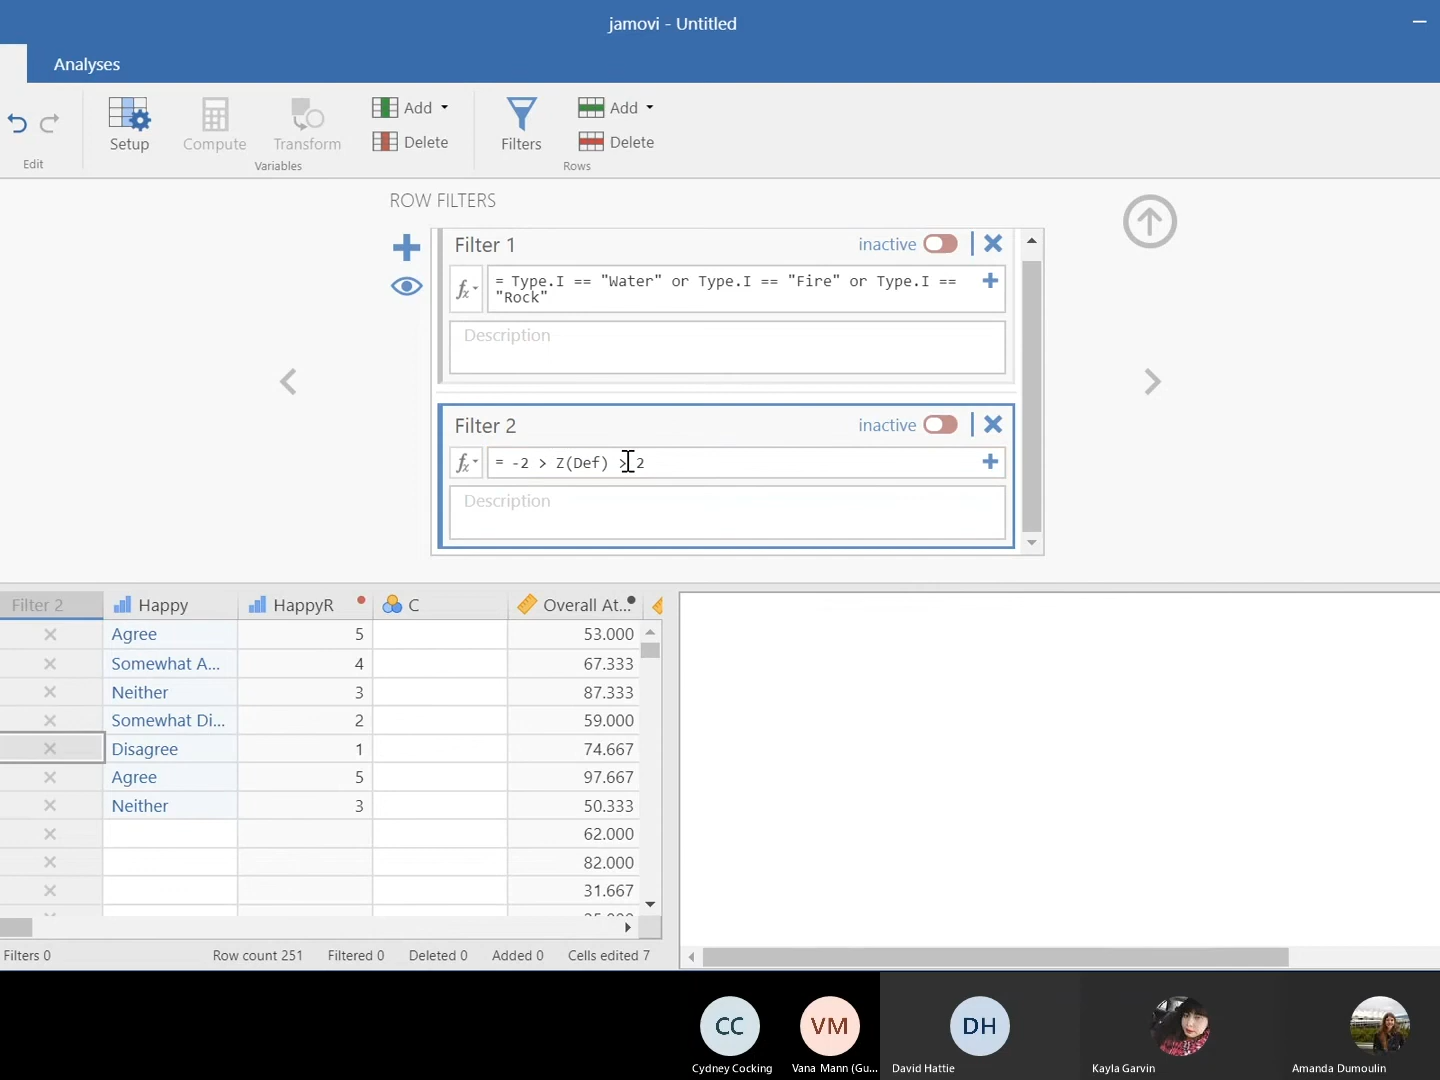 jamovi - Untitled
Analyses
Setup
Compute
Transform
Add
Delete
Filters
Add
Delete
Edit
Variables
Rows
ROW FILTERS
Filter 1
inactive
fx
= Type.I == "Water" or Type.I == "Fire" or Type.I ==
"Rock"
Description
Filter 2
inactive
fx
= -2 > Z(Def) > 2
Description
Filter 2 Happy HappyR C Overall At...
Agree 5 53.000
Somewhat A... 4 67.333
Neither 3 87.333
Somewhat Di... 2 59.000
Disagree 1 74.667
Agree 5 97.667
Neither 3 50.333
62.000
82.000
31.667
Filters 0 Row count 251 Filtered 0 Deleted 0 Added 0 Cells edited 7
CC VM DH
Cydney Cocking Vana Mann (Gu... David Hattie Kayla Garvin Amanda Dumoulin